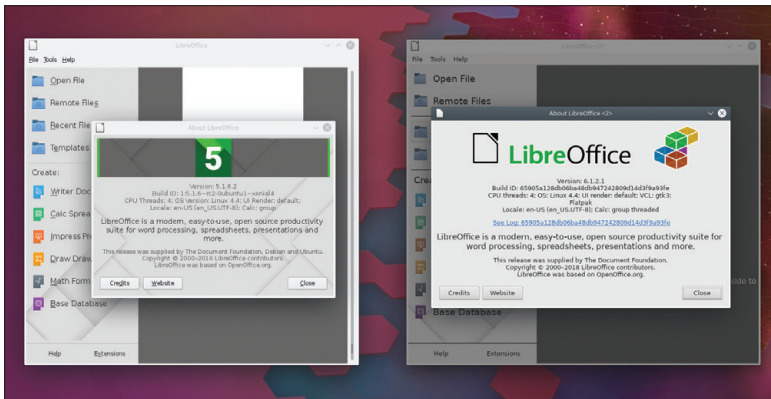 LibreOffice
File Tools Help
Open File
Remote Files
Recent File
Templates
Create:
Writer Doc
Calc Sprea
Impress Pr
Draw Draw
Math Form
Base Database
Help Extensions
About LibreOffice
5
Version: 5.1.6.2
Build ID: 1:5.1.6~rc2-0ubuntu1~xenial4
CPU Threads: 4; OS Version: Linux 4.4; UI Render: default;
Locale: en-US (en_US.UTF-8); Calc: group
LibreOffice is a modern, easy-to-use, open source productivity
suite for word processing, spreadsheets, presentations and
more.
This release was supplied by The Document Foundation, Debian and Ubuntu.
Copyright © 2000–2016 LibreOffice contributors.
LibreOffice was based on OpenOffice.org.
Credits Website Close
LibreOffice <2>
File Tools Help
Open File
Remote Files
Crea
Base Database
Help Extensions
ude to
About LibreOffice <2>
LibreOffice
Version: 6.1.2.1
Build ID: 65905a128db06ba48db947242809d14d3f9a93fe
CPU threads: 4; OS: Linux 4.4; UI render: default; VCL: gtk3;
Flatpak
Locale: en-US (en_US.UTF-8); Calc: group threaded
See Log: 65905a128db06ba48db947242809d14d3f9a93fe
LibreOffice is a modern, easy-to-use, open source productivity suite for
word processing, spreadsheets, presentations and more.
This release was supplied by The Document Foundation.
Copyright © 2000–2018 LibreOffice contributors.
LibreOffice was based on OpenOffice.org.
Credits Website Close